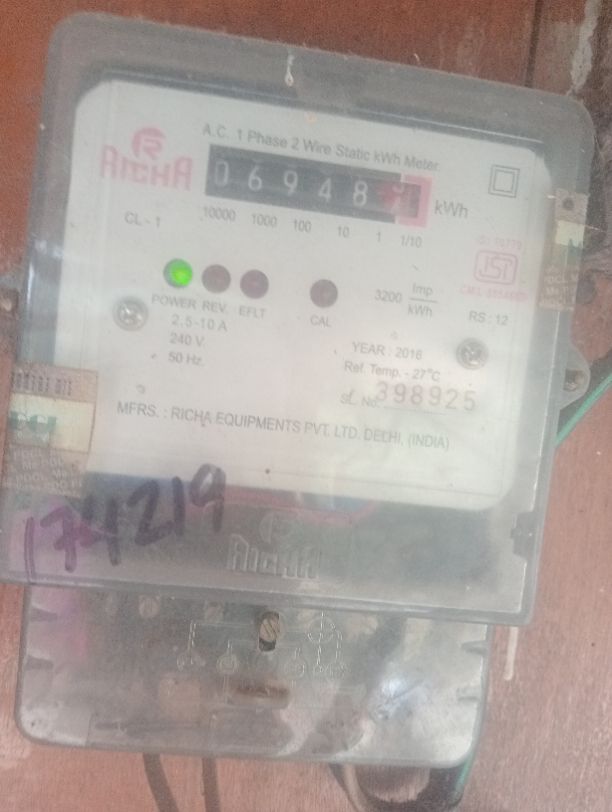 A.C. 1 Phase 2 Wire Static kWh Meter.
RICHA
06948
kWh
CL - 1
10000 1000 100 10 1 1/10
POWER REV. EFLT
CAL
3200 Imp/kWh
RS : 12
2.5-10 A
240 V.
50 Hz.
YEAR : 2016
Ref. Temp. - 27°C
SL. No. 398925
MFRS. : RICHA EQUIPMENTS PVT. LTD. DELHI, (INDIA)
174219
RICHA